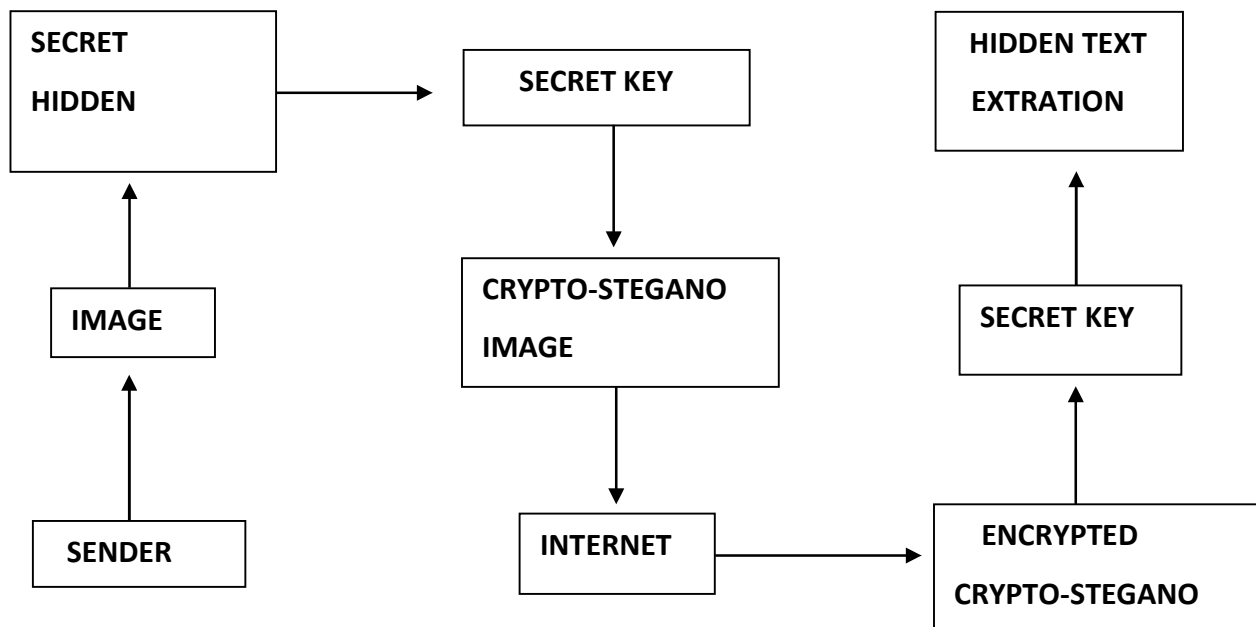 SECRET
HIDDEN
SECRET KEY
HIDDEN TEXT
EXTRATION
IMAGE
CRYPTO-STEGANO
IMAGE
SECRET KEY
SENDER
INTERNET
ENCRYPTED
CRYPTO-STEGANO